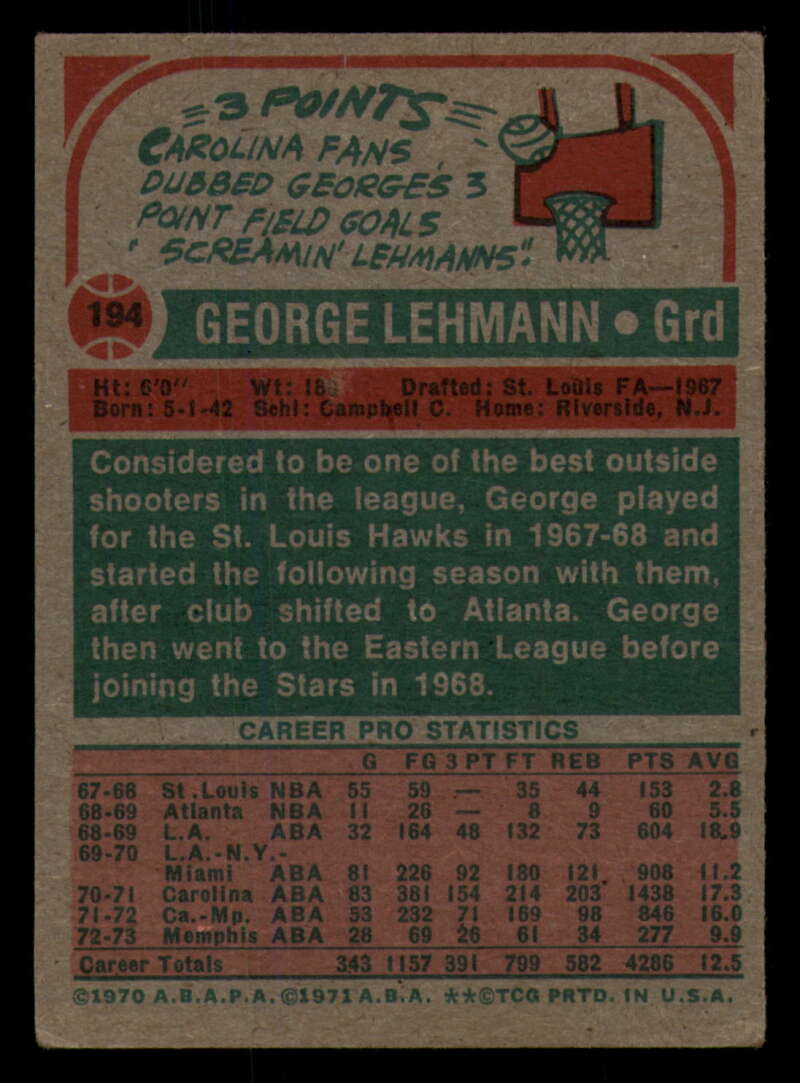 3 POINTS
CAROLINA FANS
DUBBED GEORGE'S 3
POINT FIELD GOALS
"SCREAMIN' LEHMANNS"
194
GEORGE LEHMANN • Grd
Ht: 6'0" Wt: Drafted: St. Louis FA—1967
Born: 5-1-42 Schl: Campbell C. Home: Riverside, N.J.
Considered to be one of the best outside
shooters in the league, George played
for the St. Louis Hawks in 1967-68 and
started the following season with them,
after club shifted to Atlanta. George
then went to the Eastern League before
joining the Stars in 1968.
CAREER PRO STATISTICS
G FG 3 PT FT REB PTS AVG
67-68 St.Louis NBA 55 59 — 35 44 153 2.8
68-69 Atlanta NBA 11 26 — 8 9 60 5.5
68-69 L.A. ABA 32 164 48 132 73 604 18.9
69-70 L.A.-N.Y.-
Miami ABA 81 226 92 180 121 908 11.2
70-71 Carolina ABA 83 381 154 214 203 1438 17.3
71-72 Ca.-Mp. ABA 53 232 71 169 98 846 16.0
72-73 Memphis ABA 28 69 26 61 34 277 9.9
Career Totals 343 1157 391 799 582 4286 12.5
©1970 A.B.A.P.A. ©1971 A.B.A. **©TCG PRTD. IN U.S.A.